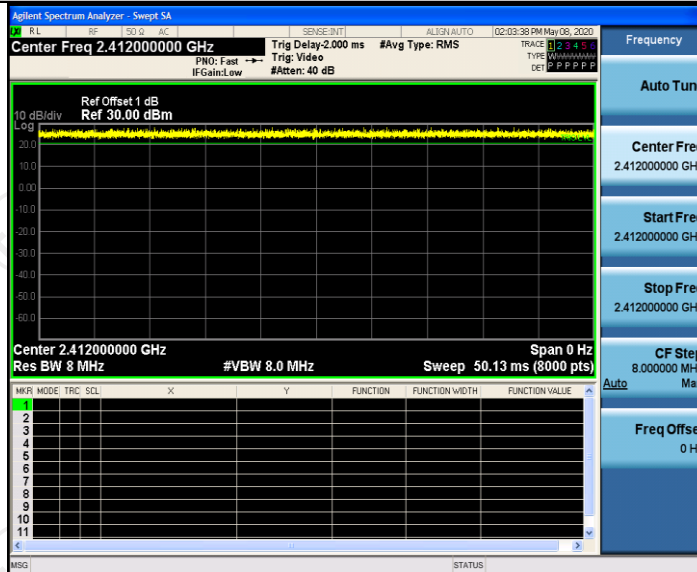 Agilent Spectrum Analyzer - Swept SA
RL RF 50 Ω AC SENSE:INT ALIGN AUTO 02:03:38 PM May 08, 2020
Center Freq 2.412000000 GHz
PNO: Fast
IFGain:Low
Trig Delay-2.000 ms
Trig: Video
#Atten: 40 dB
#Avg Type: RMS
TRACE 1 2 3 4 5 6
TYPE
DET P P P P P P
Ref Offset 1 dB
10 dB/div Ref 30.00 dBm
Log
20.0
10.0
0.00
-10.0
-20.0
-30.0
-40.0
-50.0
-60.0
Center 2.412000000 GHz Span 0 Hz
Res BW 8 MHz #VBW 8.0 MHz Sweep 50.13 ms (8000 pts)
MKR MODE TRC SCL X Y FUNCTION FUNCTION WIDTH FUNCTION VALUE
1
2
3
4
5
6
7
8
9
10
11
MSG STATUS
Frequency
Auto Tun
Center Fre
2.412000000 GH
Start Fre
2.412000000 GH
Stop Fre
2.412000000 GH
CF Ste
8.000000 MH
Auto Ma
Freq Offse
0 H